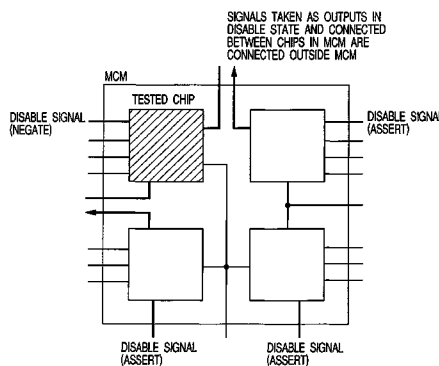 SIGNALS TAKEN AS OUTPUTS IN
DISABLE STATE AND CONNECTED
BETWEEN CHIPS IN MCM ARE
CONNECTED OUTSIDE MCM
MCM
TESTED CHIP
DISABLE SIGNAL
(NEGATE)
DISABLE SIGNAL
(ASSERT)
DISABLE SIGNAL
(ASSERT)
DISABLE SIGNAL
(ASSERT)